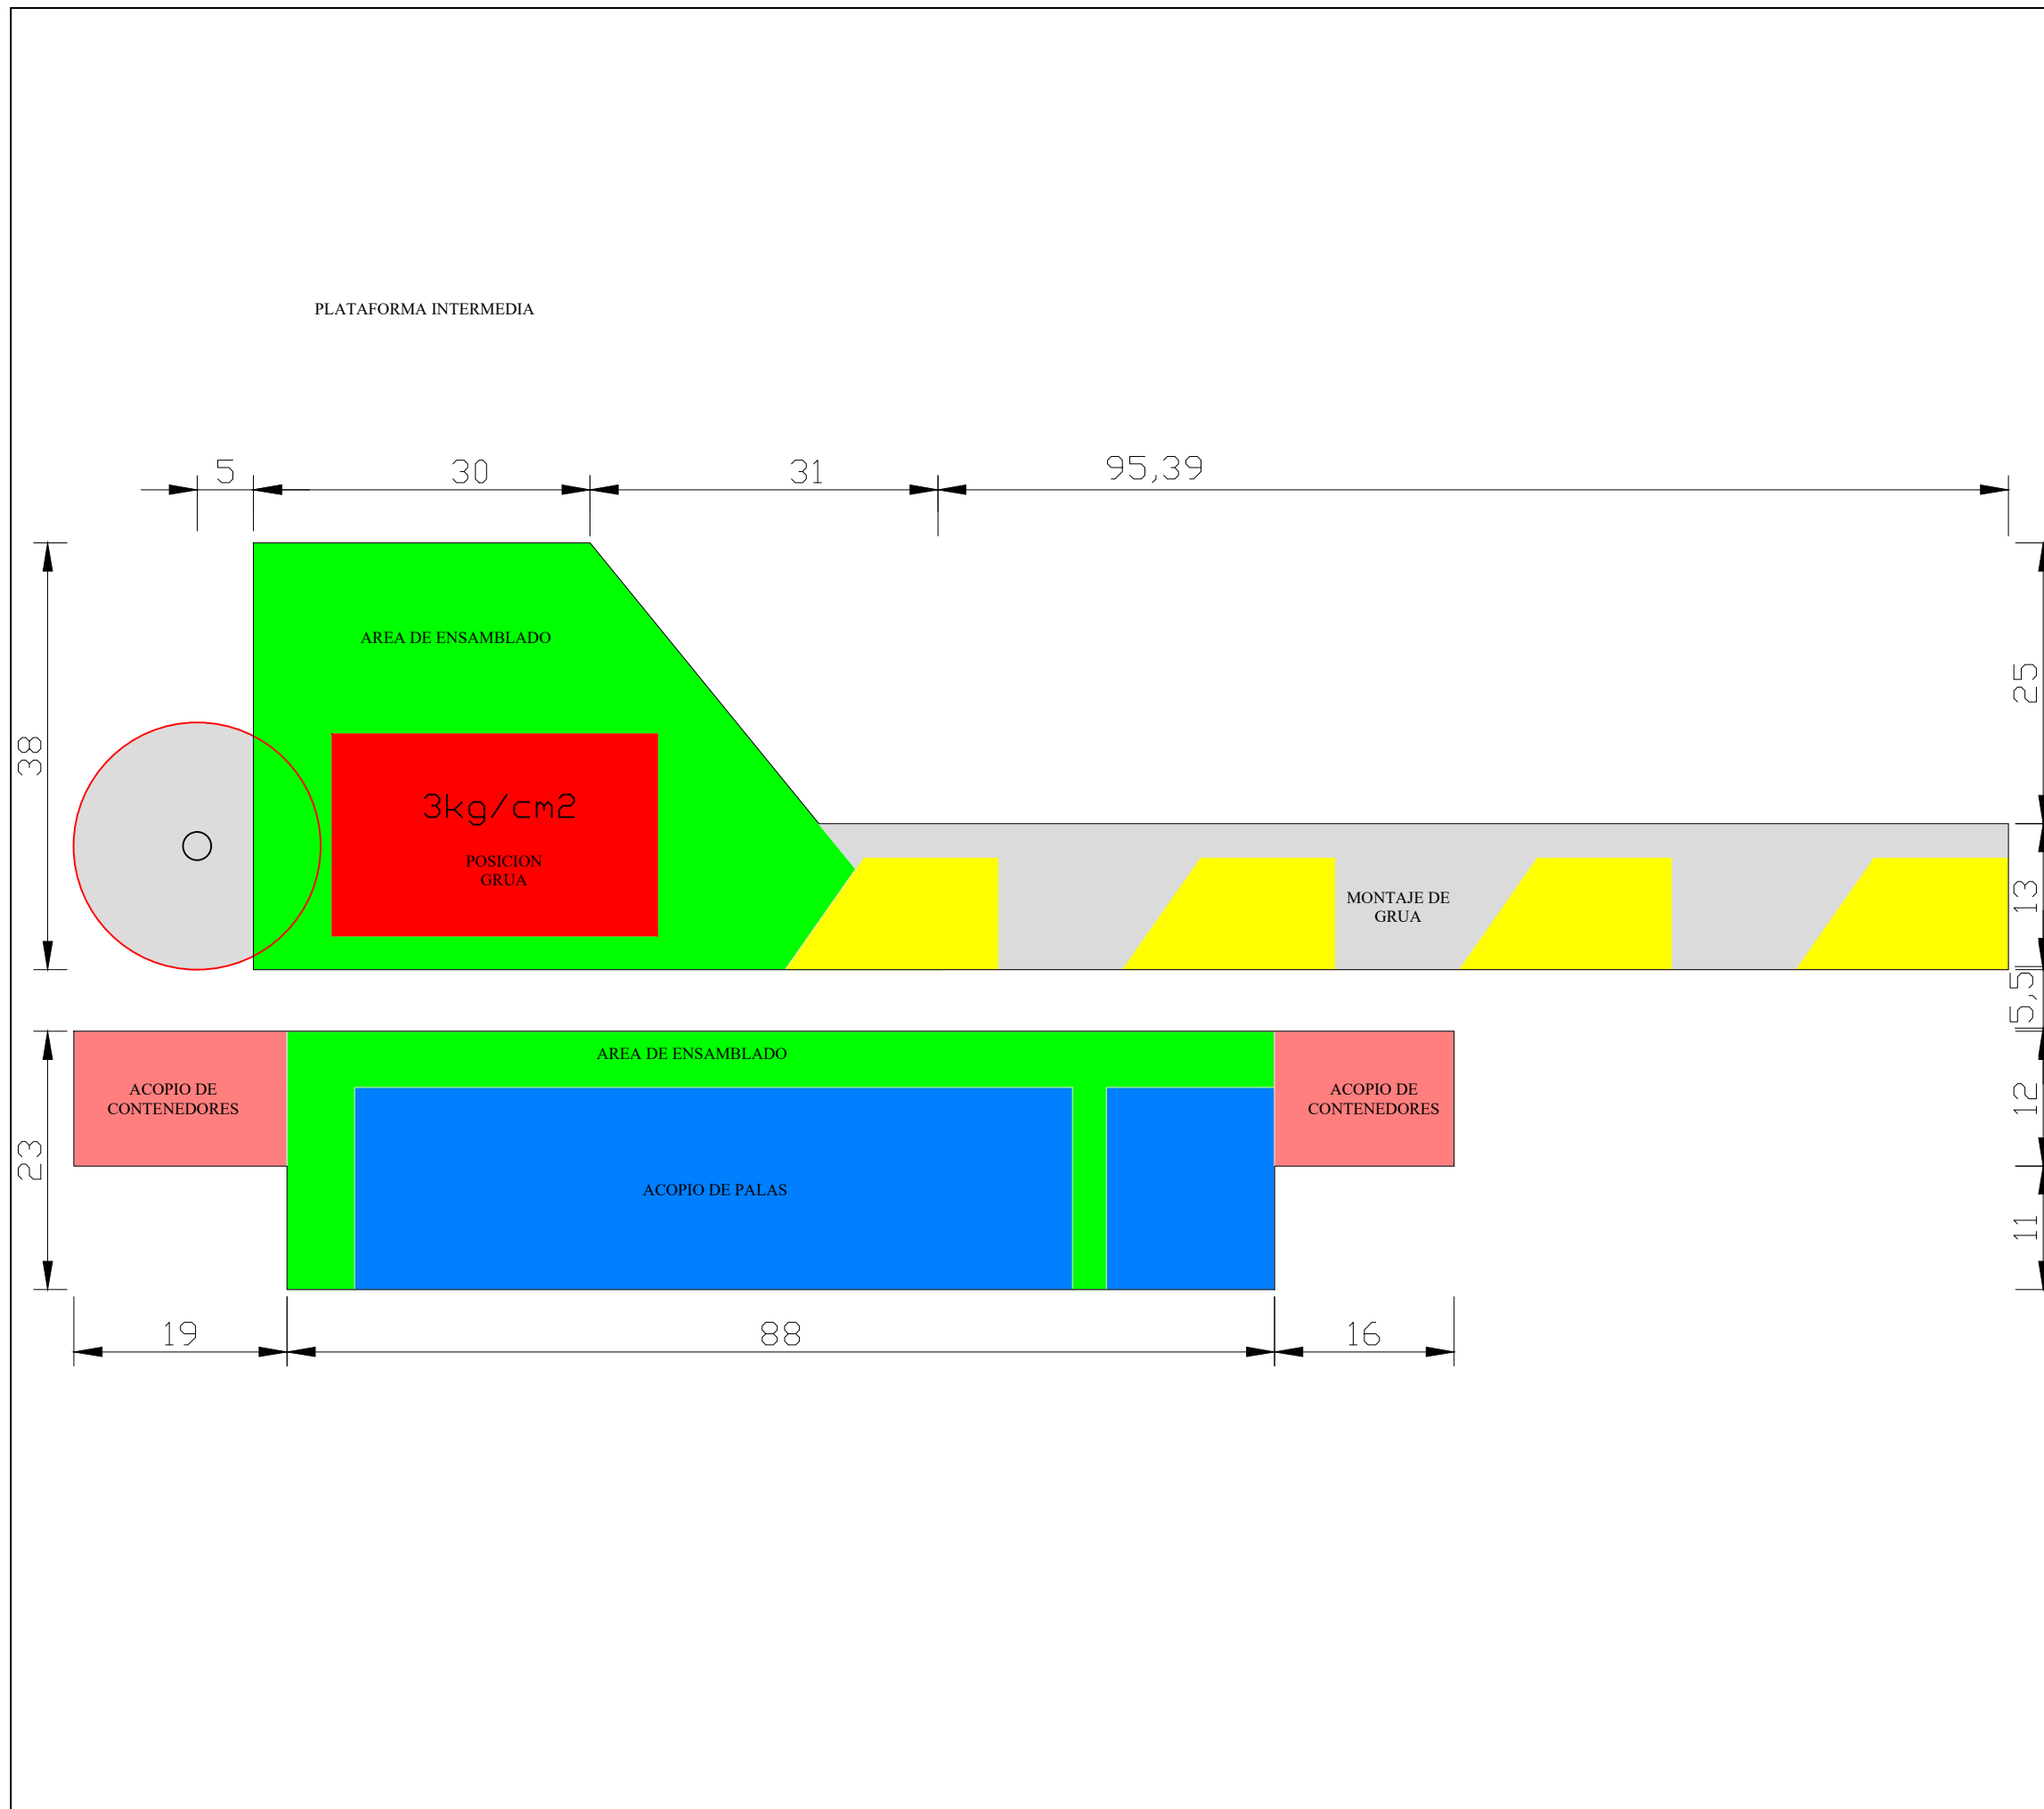 PLATAFORMA INTERMEDIA
5
30
31
95,39
38
AREA DE ENSAMBLADO
25
3kg/cm2
POSICION
GRUA
MONTAJE DE
GRUA
13
5,5
AREA DE ENSAMBLADO
ACOPIO DE
CONTENEDORES
ACOPIO DE
CONTENEDORES
12
23
ACOPIO DE PALAS
11
19
88
16